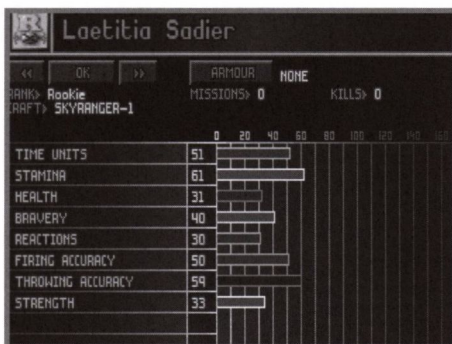 Laetitia Sadier
<< OK >> ARMOUR NONE
RANK> Rookie MISSIONS> 0 KILLS> 0
CRAFT> SKYRANGER-1
0 20 40 60 80 100 120 140 160
TIME UNITS 51
STAMINA 61
HEALTH 31
BRAVERY 40
REACTIONS 30
FIRING ACCURACY 50
THROWING ACCURACY 59
STRENGTH 33